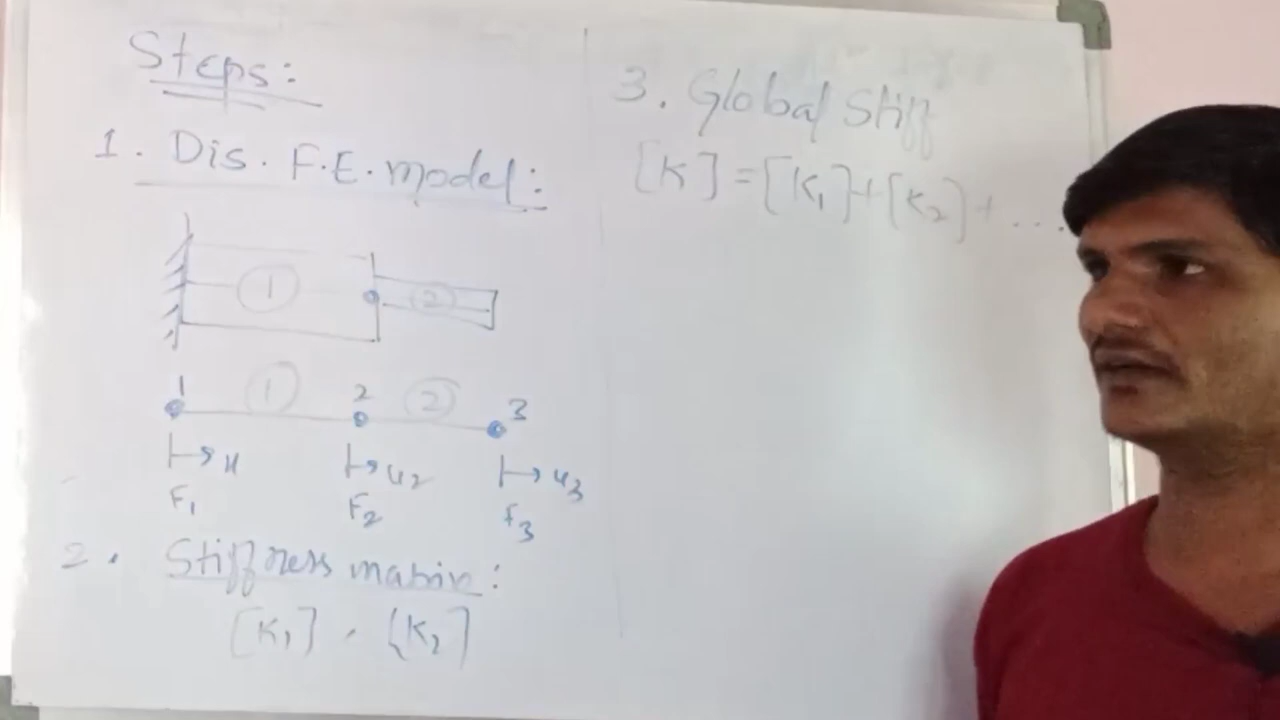 Steps:
1. Dis. F.E. model:
1
2
1 1 2 2 3
u u2 u3
F1 F2 F3
2. Stiffness matrix:
[K1], [K2]
3. Global Stiff
[K]=[K1]+[K2]+...